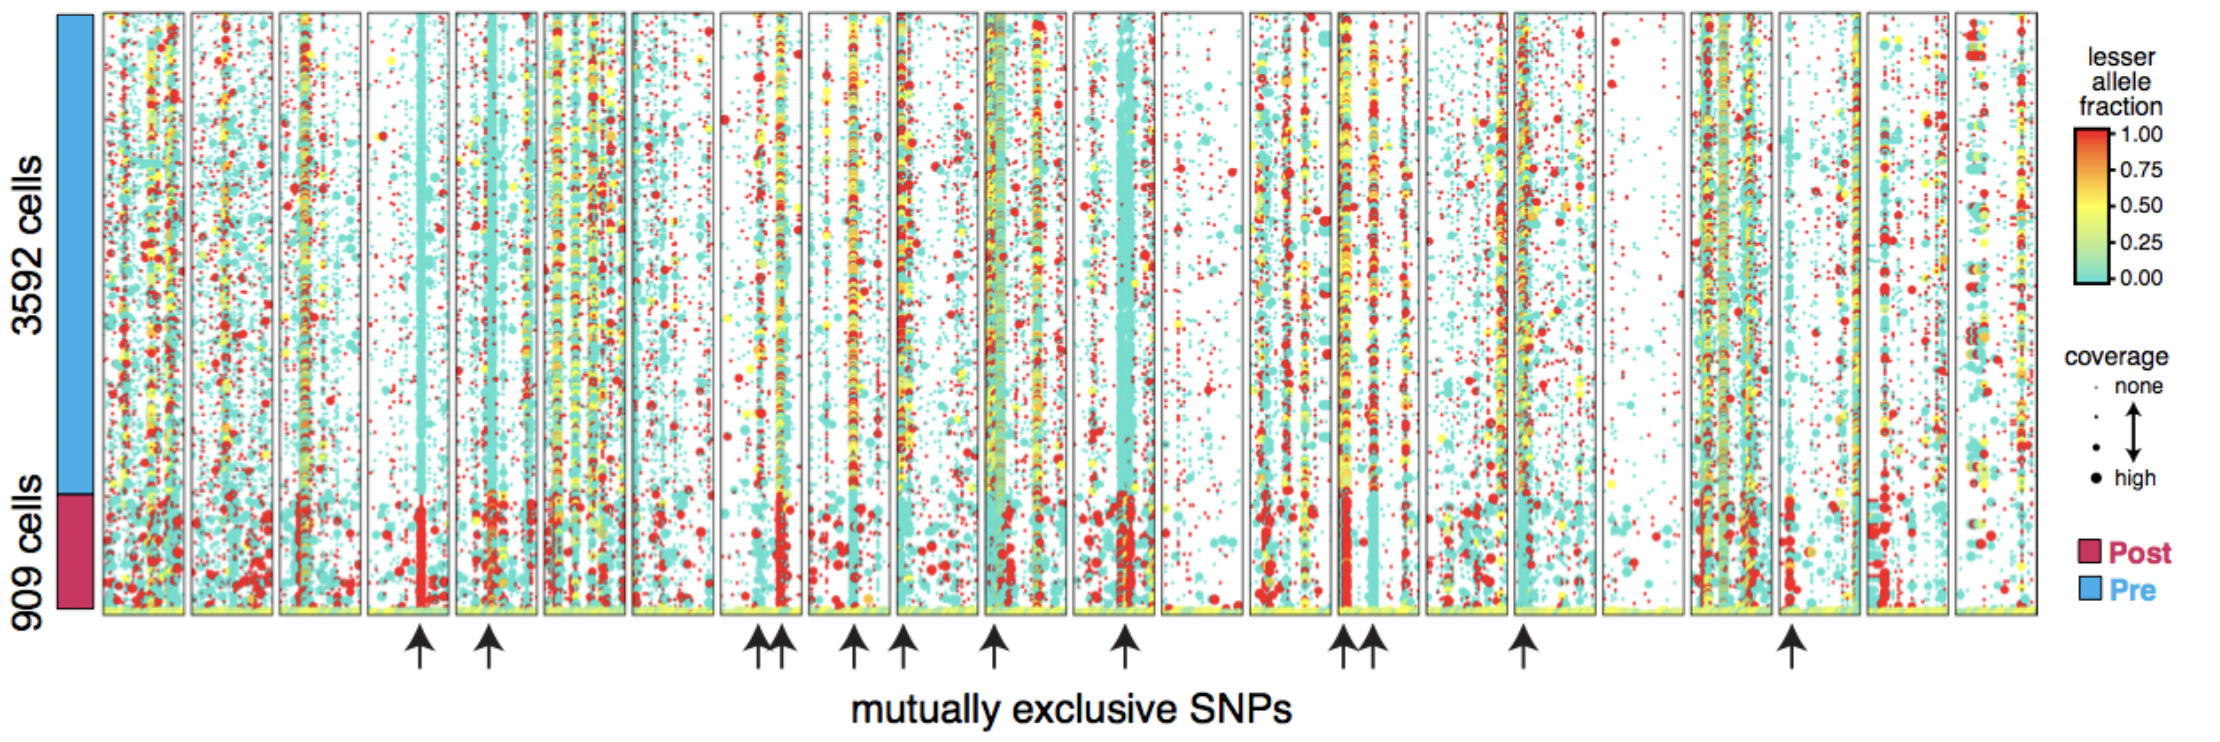 3592 cells
909 cells
lesser
allele
fraction
1.00
0.75
0.50
0.25
0.00
coverage
none
high
Post
Pre
mutually exclusive SNPs